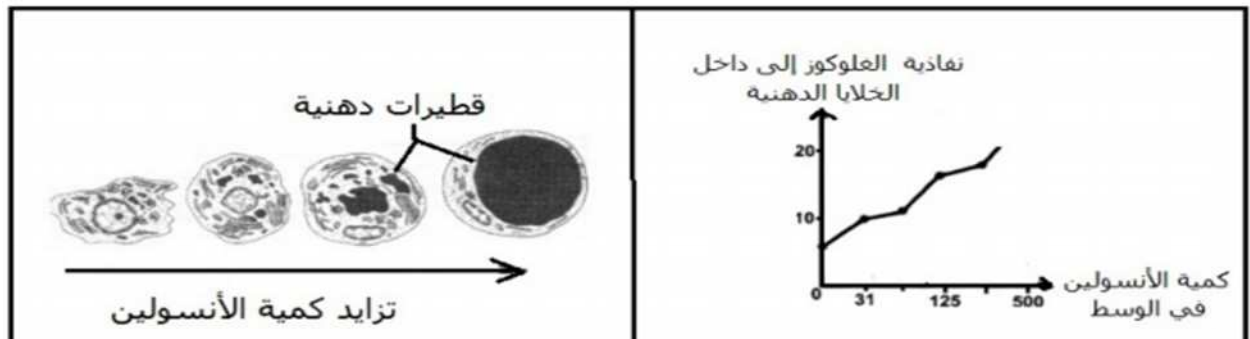 نفاذية الغلوكوز إلى داخل
الخلايا الدهنية
20
10
0
31
125
500
كمية الأنسولين
في الوسط
قطيرات دهنية
تزايد كمية الأنسولين